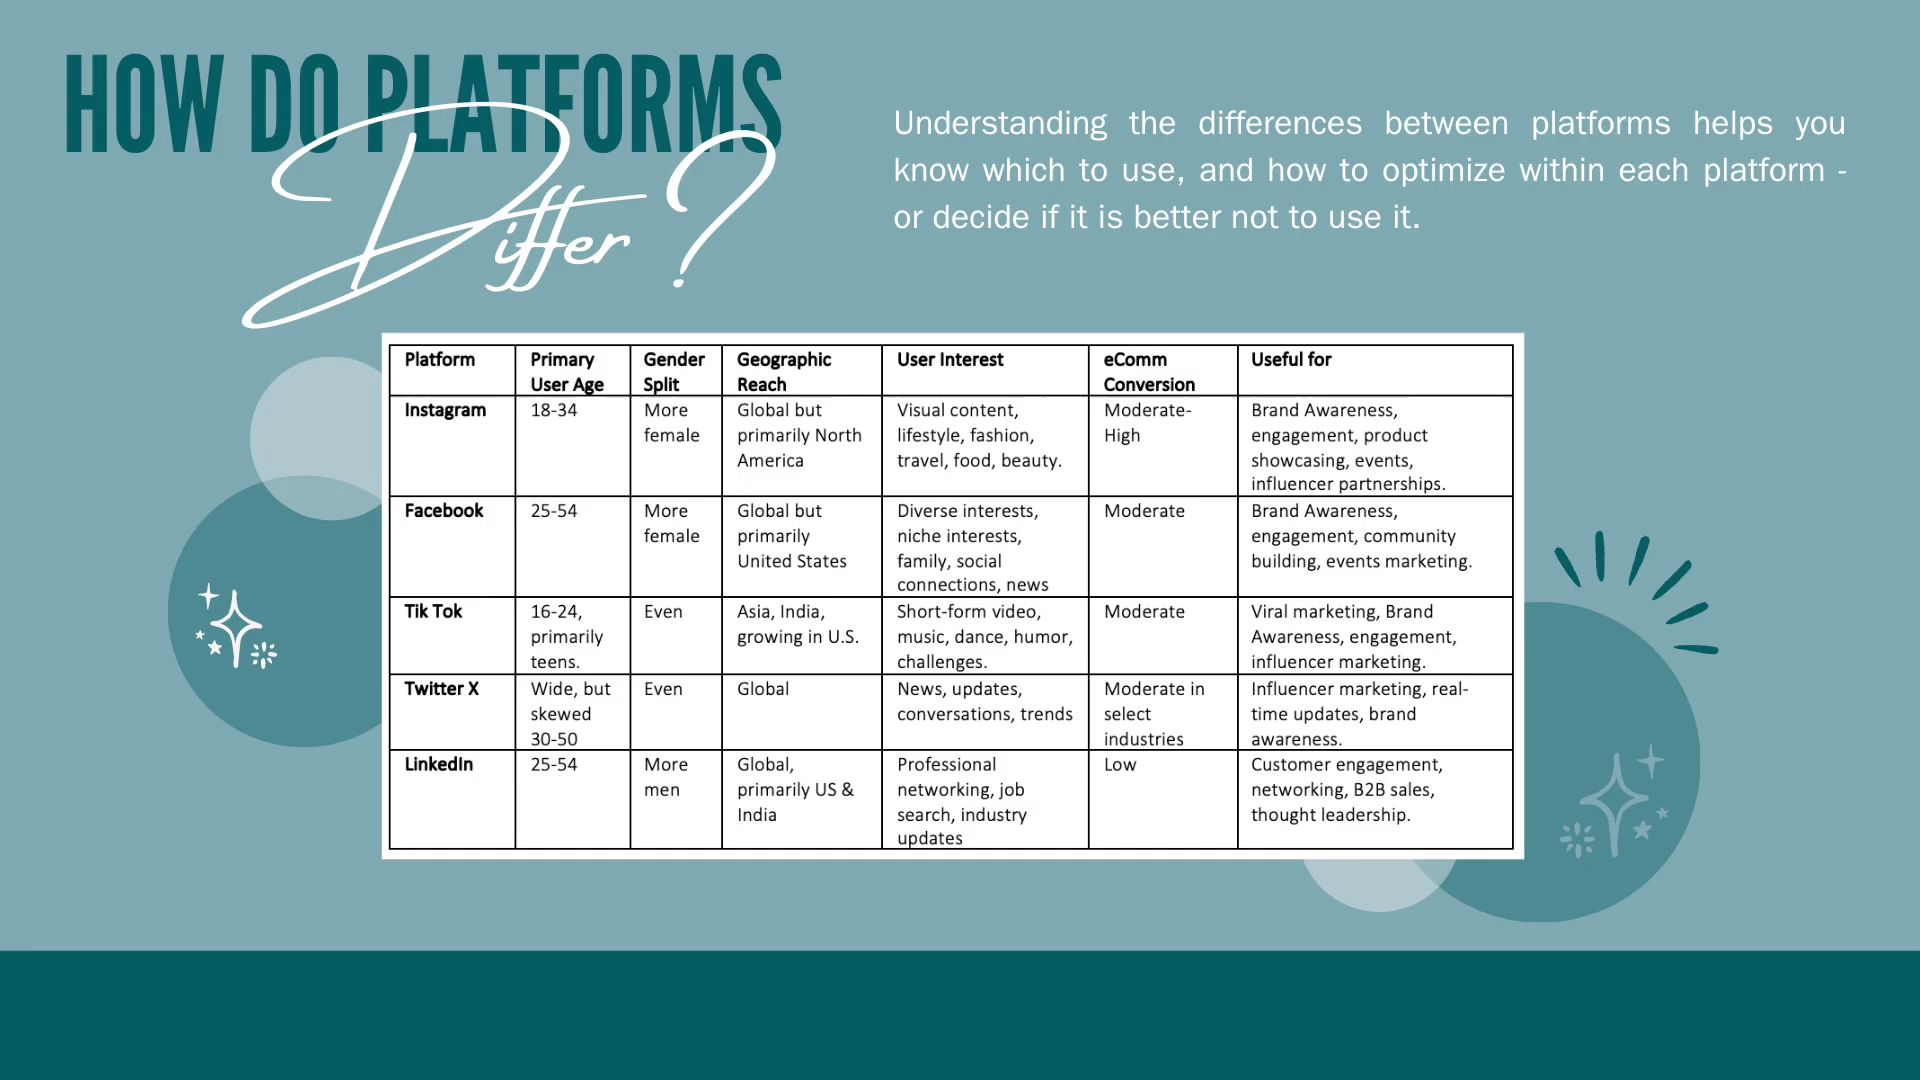 HOW DO PLATFORMS
Differ ?
Understanding the differences between platforms helps you
know which to use, and how to optimize within each platform -
or decide if it is better not to use it.
Platform
Primary
User Age
Gender
Split
Geographic
Reach
User Interest
eComm
Conversion
Useful for
Instagram
18-34
More
female
Global but
primarily North
America
Visual content,
lifestyle, fashion,
travel, food, beauty.
Moderate-
High
Brand Awareness,
engagement, product
showcasing, events,
influencer partnerships.
Facebook
25-54
More
female
Global but
primarily
United States
Diverse interests,
niche interests,
family, social
connections, news
Moderate
Brand Awareness,
engagement, community
building, events marketing.
Tik Tok
16-24,
primarily
teens.
Even
Asia, India,
growing in U.S.
Short-form video,
music, dance, humor,
challenges.
Moderate
Viral marketing, Brand
Awareness, engagement,
influencer marketing.
Twitter X
Wide, but
skewed
30-50
Even
Global
News, updates,
conversations, trends
Moderate in
select
industries
Influencer marketing, real-
time updates, brand
awareness.
LinkedIn
25-54
More
men
Global,
primarily US &
India
Professional
networking, job
search, industry
updates
Low
Customer engagement,
networking, B2B sales,
thought leadership.